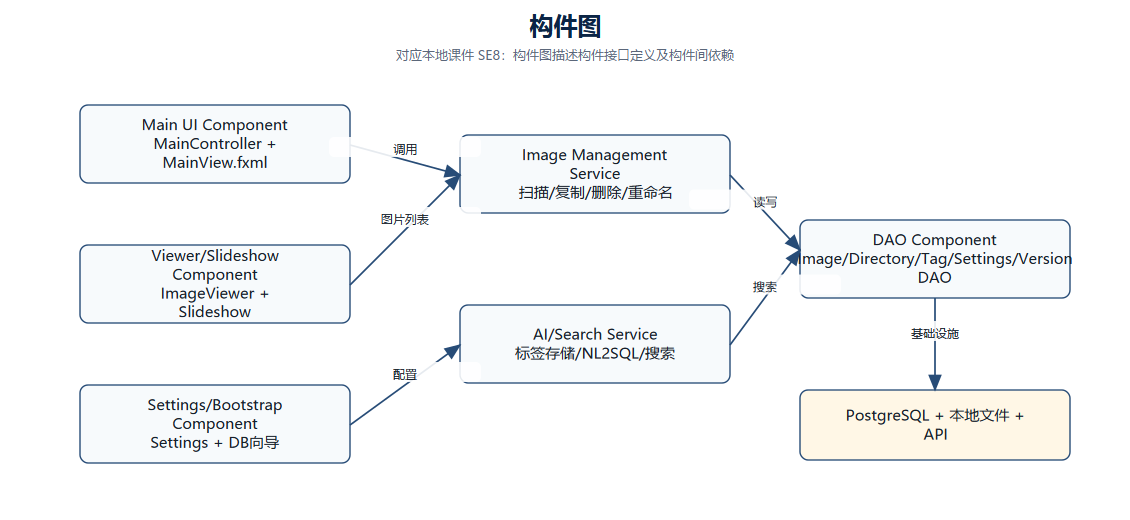 构件图
对应本地课件 SE8：构件图描述构件接口定义及构件间依赖
Main UI Component
MainController +
MainView.fxml
调用
Image Management
Service
扫描/复制/删除/重命名
图片列表
读写
Viewer/Slideshow
Component
ImageViewer +
Slideshow
DAO Component
Image/Directory/Tag/Settings/Version
DAO
搜索
AI/Search Service
标签存储/NL2SQL/搜索
基础设施
配置
Settings/Bootstrap
Component
Settings + DB向导
PostgreSQL + 本地文件 +
API